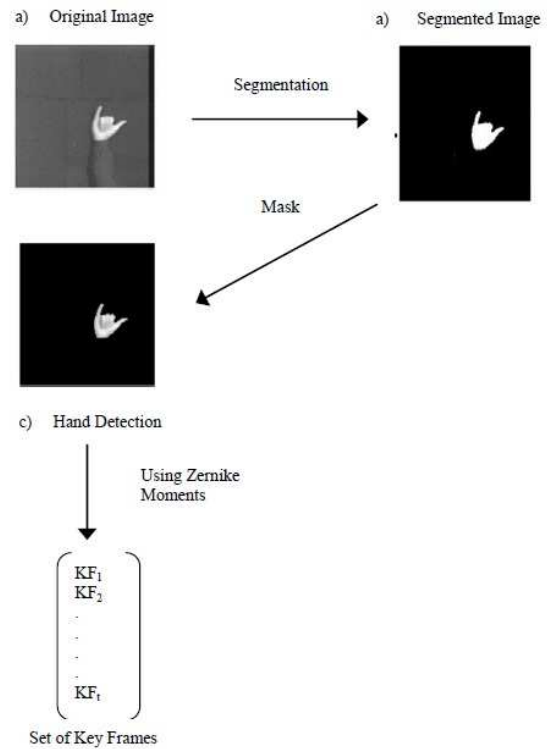 a) Original Image
a) Segmented Image
Segmentation
Mask
c) Hand Detection
Using Zernike
Moments
KF₁
KF₂
.
.
.
.
KFₜ
Set of Key Frames